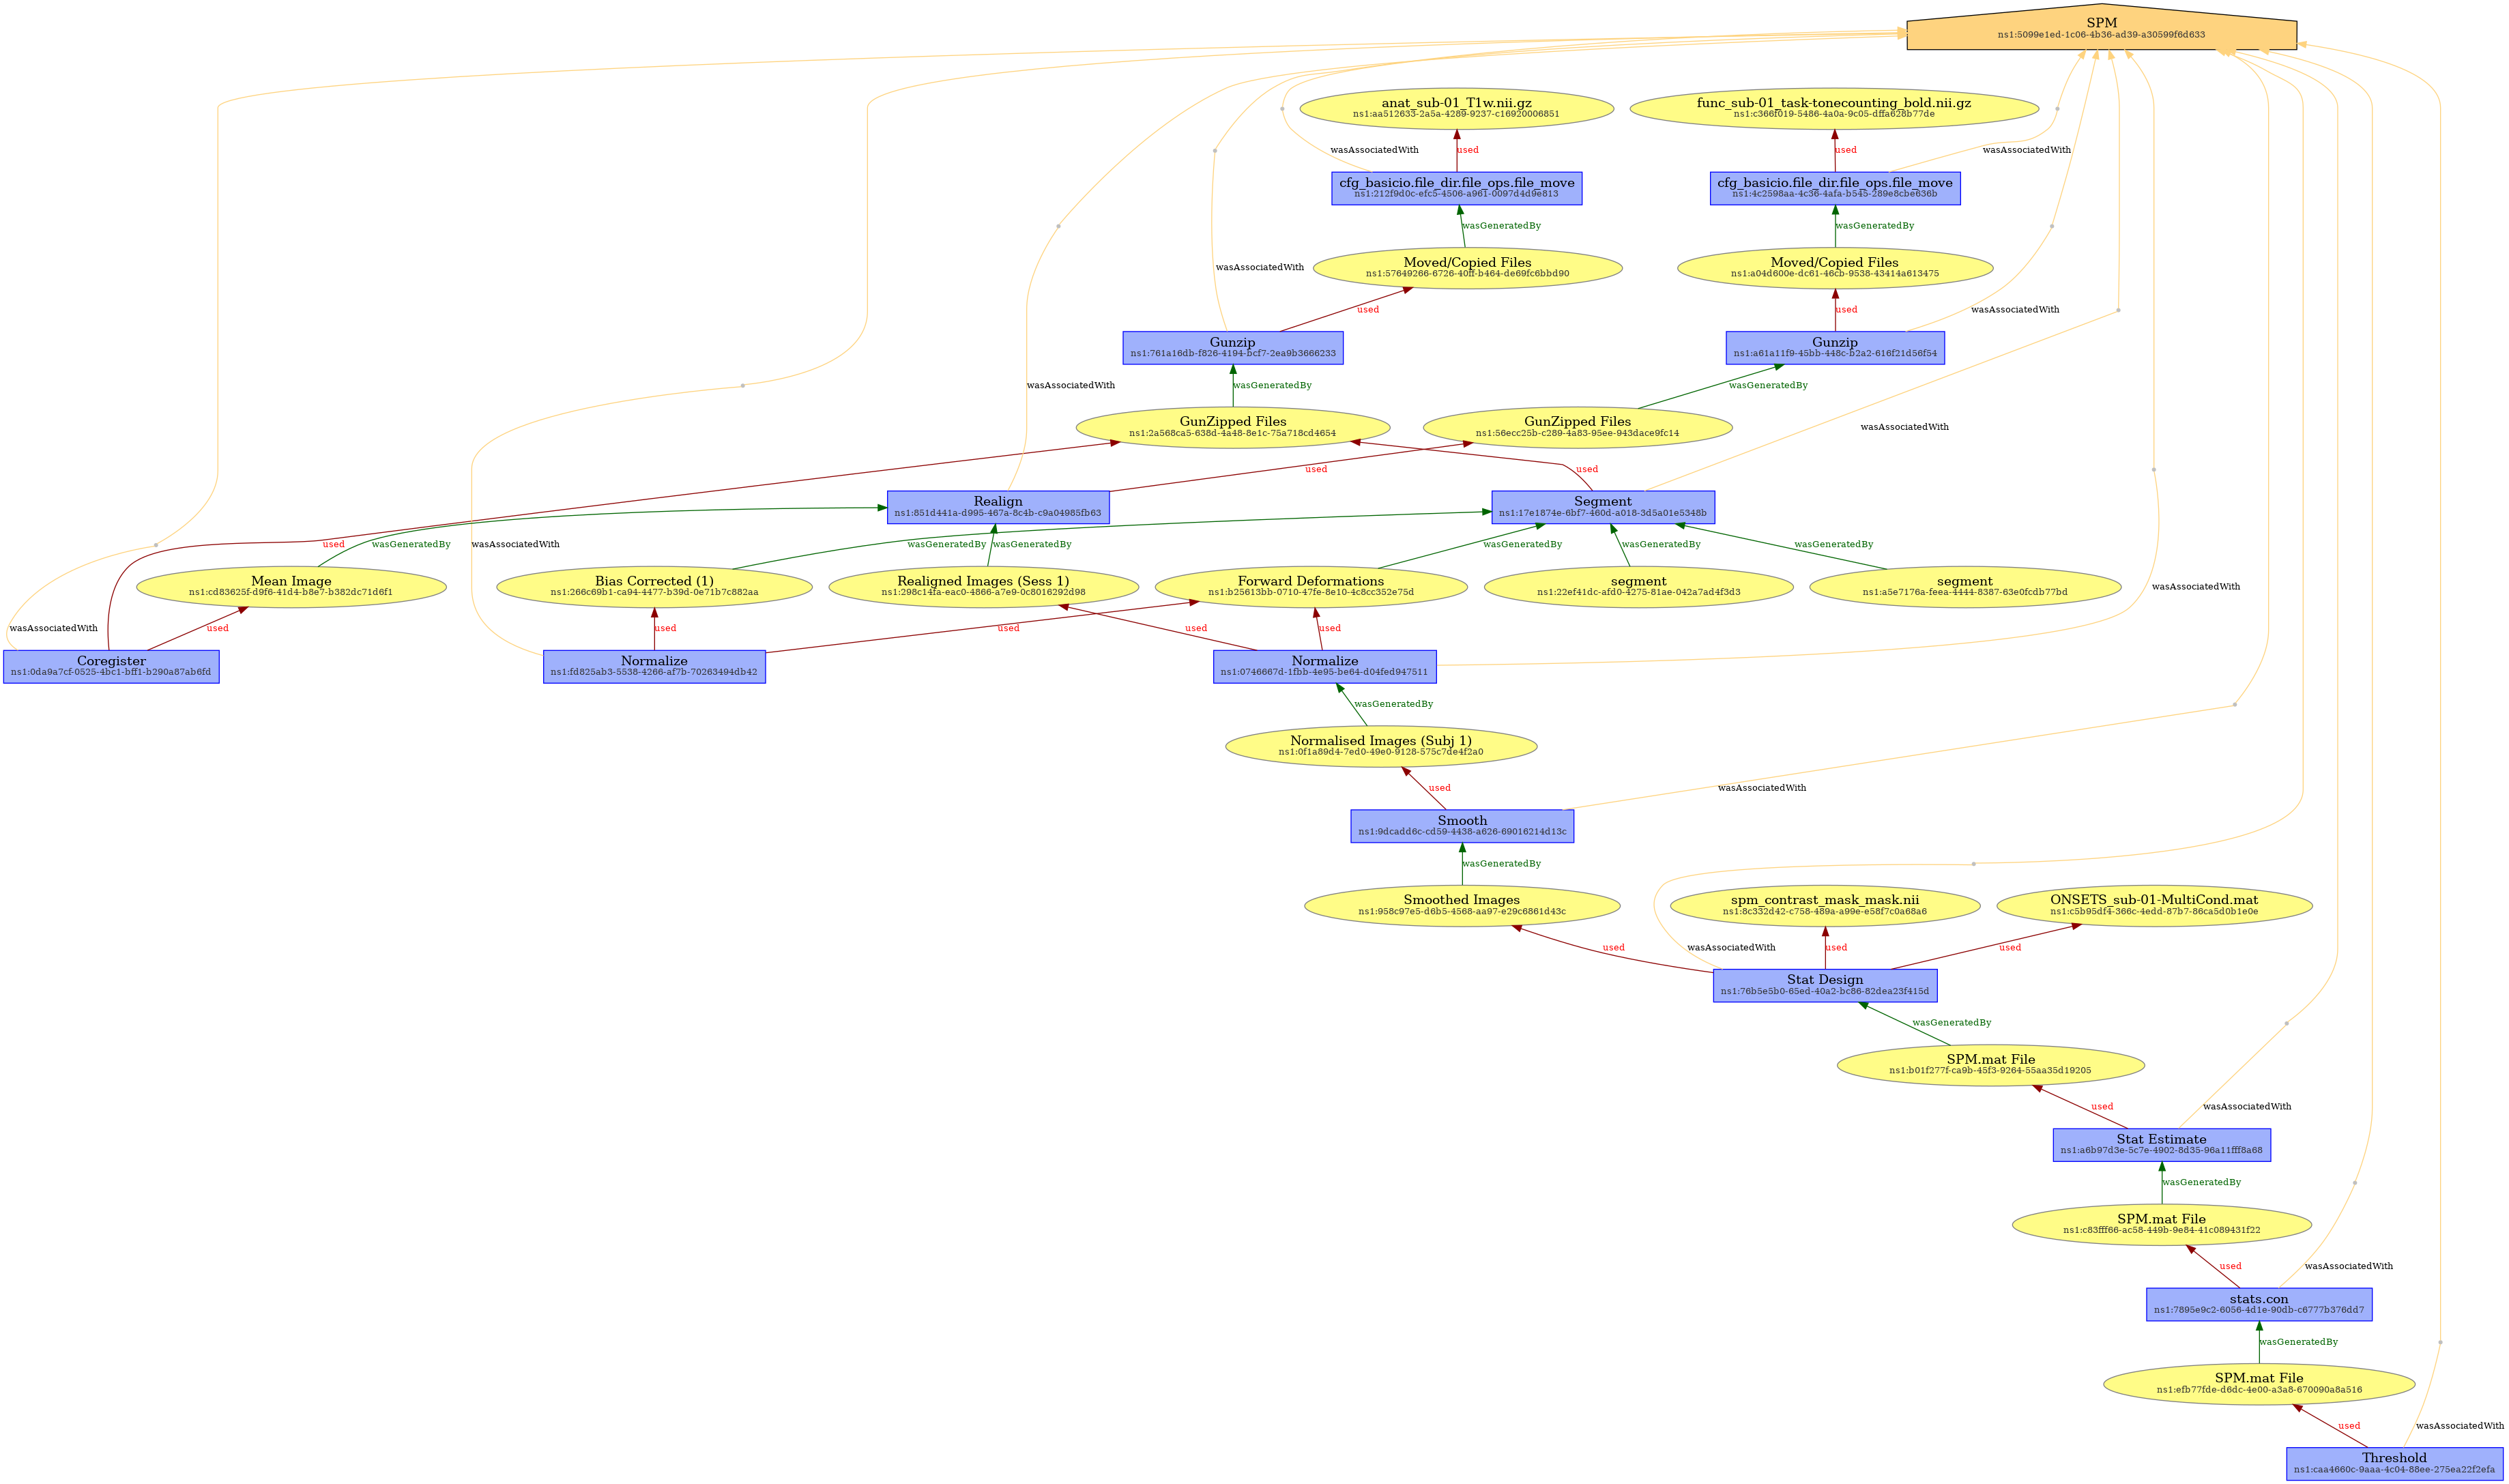 SPM
ns1:5099e1ed-1c06-4b36-ad39-a30599f6d633
anat_sub-01_T1w.nii.gz
ns1:aa512633-2a5a-4289-9237-c16920006851
func_sub-01_task-tonecounting_bold.nii.gz
ns1:c366f019-5486-4a0a-9c05-dffa628b77de
wasAssociatedWith
used
used
wasAssociatedWith
cfg_basicio.file_dir.file_ops.file_move
ns1:212f9d0c-efc5-4506-a961-0097d4d9e813
cfg_basicio.file_dir.file_ops.file_move
ns1:4c2598aa-4c36-4afa-b545-289e8cbe636b
wasGeneratedBy
wasGeneratedBy
wasAssociatedWith
Moved/Copied Files
ns1:57649266-6726-40ff-b464-de69fc6bbd90
Moved/Copied Files
ns1:a04d600e-dc61-46cb-9538-43414a613475
used
used
wasAssociatedWith
Gunzip
ns1:761a16db-f826-4194-bcf7-2ea9b3666233
Gunzip
ns1:a61a11f9-45bb-448c-b2a2-616f21d56f54
wasAssociatedWith
wasGeneratedBy
wasGeneratedBy
GunZipped Files
ns1:2a568ca5-638d-4a48-8e1c-75a718cd4654
GunZipped Files
ns1:56ecc25b-c289-4a83-95ee-943dace9fc14
wasAssociatedWith
used
used
Realign
ns1:851d441a-d995-467a-8c4b-c9a04985fb63
Segment
ns1:17e1874e-6bf7-460d-a018-3d5a01e5348b
used
wasGeneratedBy
wasAssociatedWith
wasGeneratedBy
wasGeneratedBy
wasGeneratedBy
wasGeneratedBy
wasGeneratedBy
Mean Image
ns1:cd83625f-d9f6-41d4-b8e7-b382dc71d6f1
Bias Corrected (1)
ns1:266c69b1-ca94-4477-b39d-0e71b7c882aa
Realigned Images (Sess 1)
ns1:298c14fa-eac0-4866-a7e9-0c8016292d98
Forward Deformations
ns1:b25613bb-0710-47fe-8e10-4c8cc352e75d
segment
ns1:22ef41dc-afd0-4275-81ae-042a7ad4f3d3
segment
ns1:a5e7176a-feea-4444-8387-63e0fcdb77bd
wasAssociatedWith
wasAssociatedWith
used
used
used
used
used
Coregister
ns1:0da9a7cf-0525-4bc1-bff1-b290a87ab6fd
Normalize
ns1:fd825ab3-5538-4266-af7b-70263494db42
Normalize
ns1:0746667d-1fbb-4e95-be64-d04fed947511
wasGeneratedBy
Normalised Images (Subj 1)
ns1:0f1a89d4-7ed0-49e0-9128-575c7de4f2a0
used
wasAssociatedWith
Smooth
ns1:9dcadd6c-cd59-4438-a626-69016214d13c
wasGeneratedBy
Smoothed Images
ns1:958c97e5-d6b5-4568-aa97-e29c6861d43c
spm_contrast_mask_mask.nii
ns1:8c332d42-c758-489a-a99e-e58f7c0a68a6
ONSETS_sub-01-MultiCond.mat
ns1:c5b95df4-366c-4edd-87b7-86ca5d0b1e0e
used
wasAssociatedWith
used
used
Stat Design
ns1:76b5e5b0-65ed-40a2-bc86-82dea23f415d
wasGeneratedBy
SPM.mat File
ns1:b01f277f-ca9b-45f3-9264-55aa35d19205
used
wasAssociatedWith
Stat Estimate
ns1:a6b97d3e-5c7e-4902-8d35-96a11fff8a68
wasGeneratedBy
SPM.mat File
ns1:c83fff66-ac58-449b-9e84-41c089431f22
used
wasAssociatedWith
stats.con
ns1:7895e9c2-6056-4d1e-90db-c6777b376dd7
wasGeneratedBy
SPM.mat File
ns1:efb77fde-d6dc-4e00-a3a8-670090a8a516
used
wasAssociatedWith
Threshold
ns1:caa4660c-9aaa-4c04-88ee-275ea22f2efa